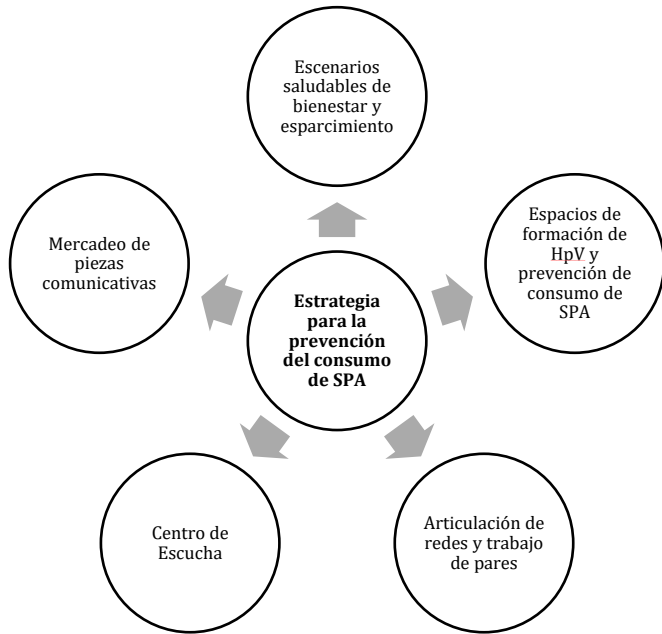 Escenarios
saludables de
bienestar y
esparcimiento
Mercadeo de
piezas
comunicativas
Espacios de
formación de
HpV y
prevención de
consumo de
SPA
Estrategia
para la
prevención
del consumo
de SPA
Centro de
Escucha
Articulación de
redes y trabajo
de pares